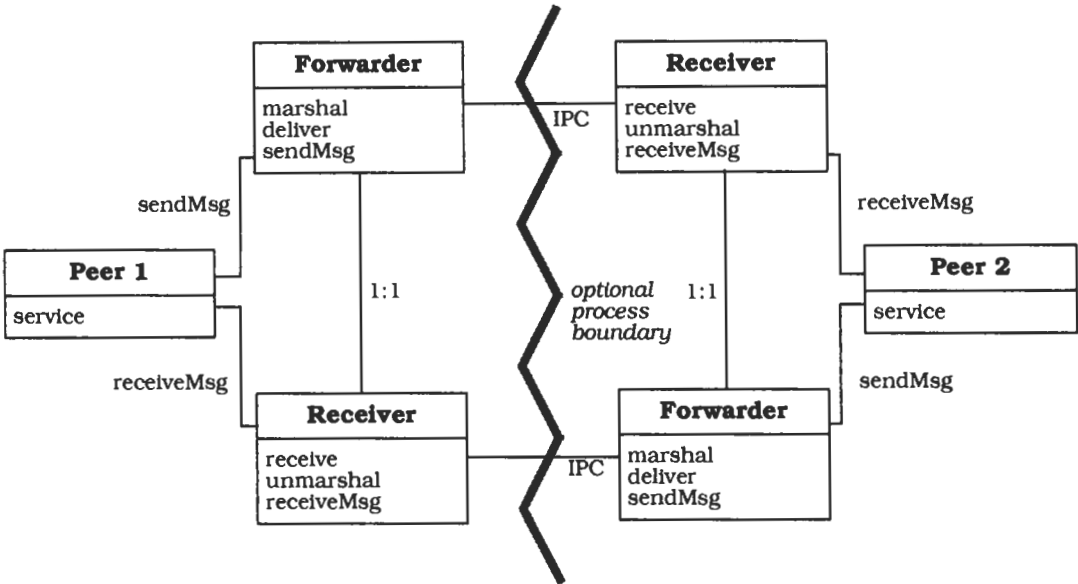 Forwarder
marshal
deliver
sendMsg
IPC
Receiver
receive
unmarshal
receiveMsg
sendMsg
receiveMsg
Peer 1
service
1:1
optional
process
boundary
1:1
Peer 2
service
receiveMsg
sendMsg
Receiver
receive
unmarshal
receiveMsg
IPC
Forwarder
marshal
deliver
sendMsg